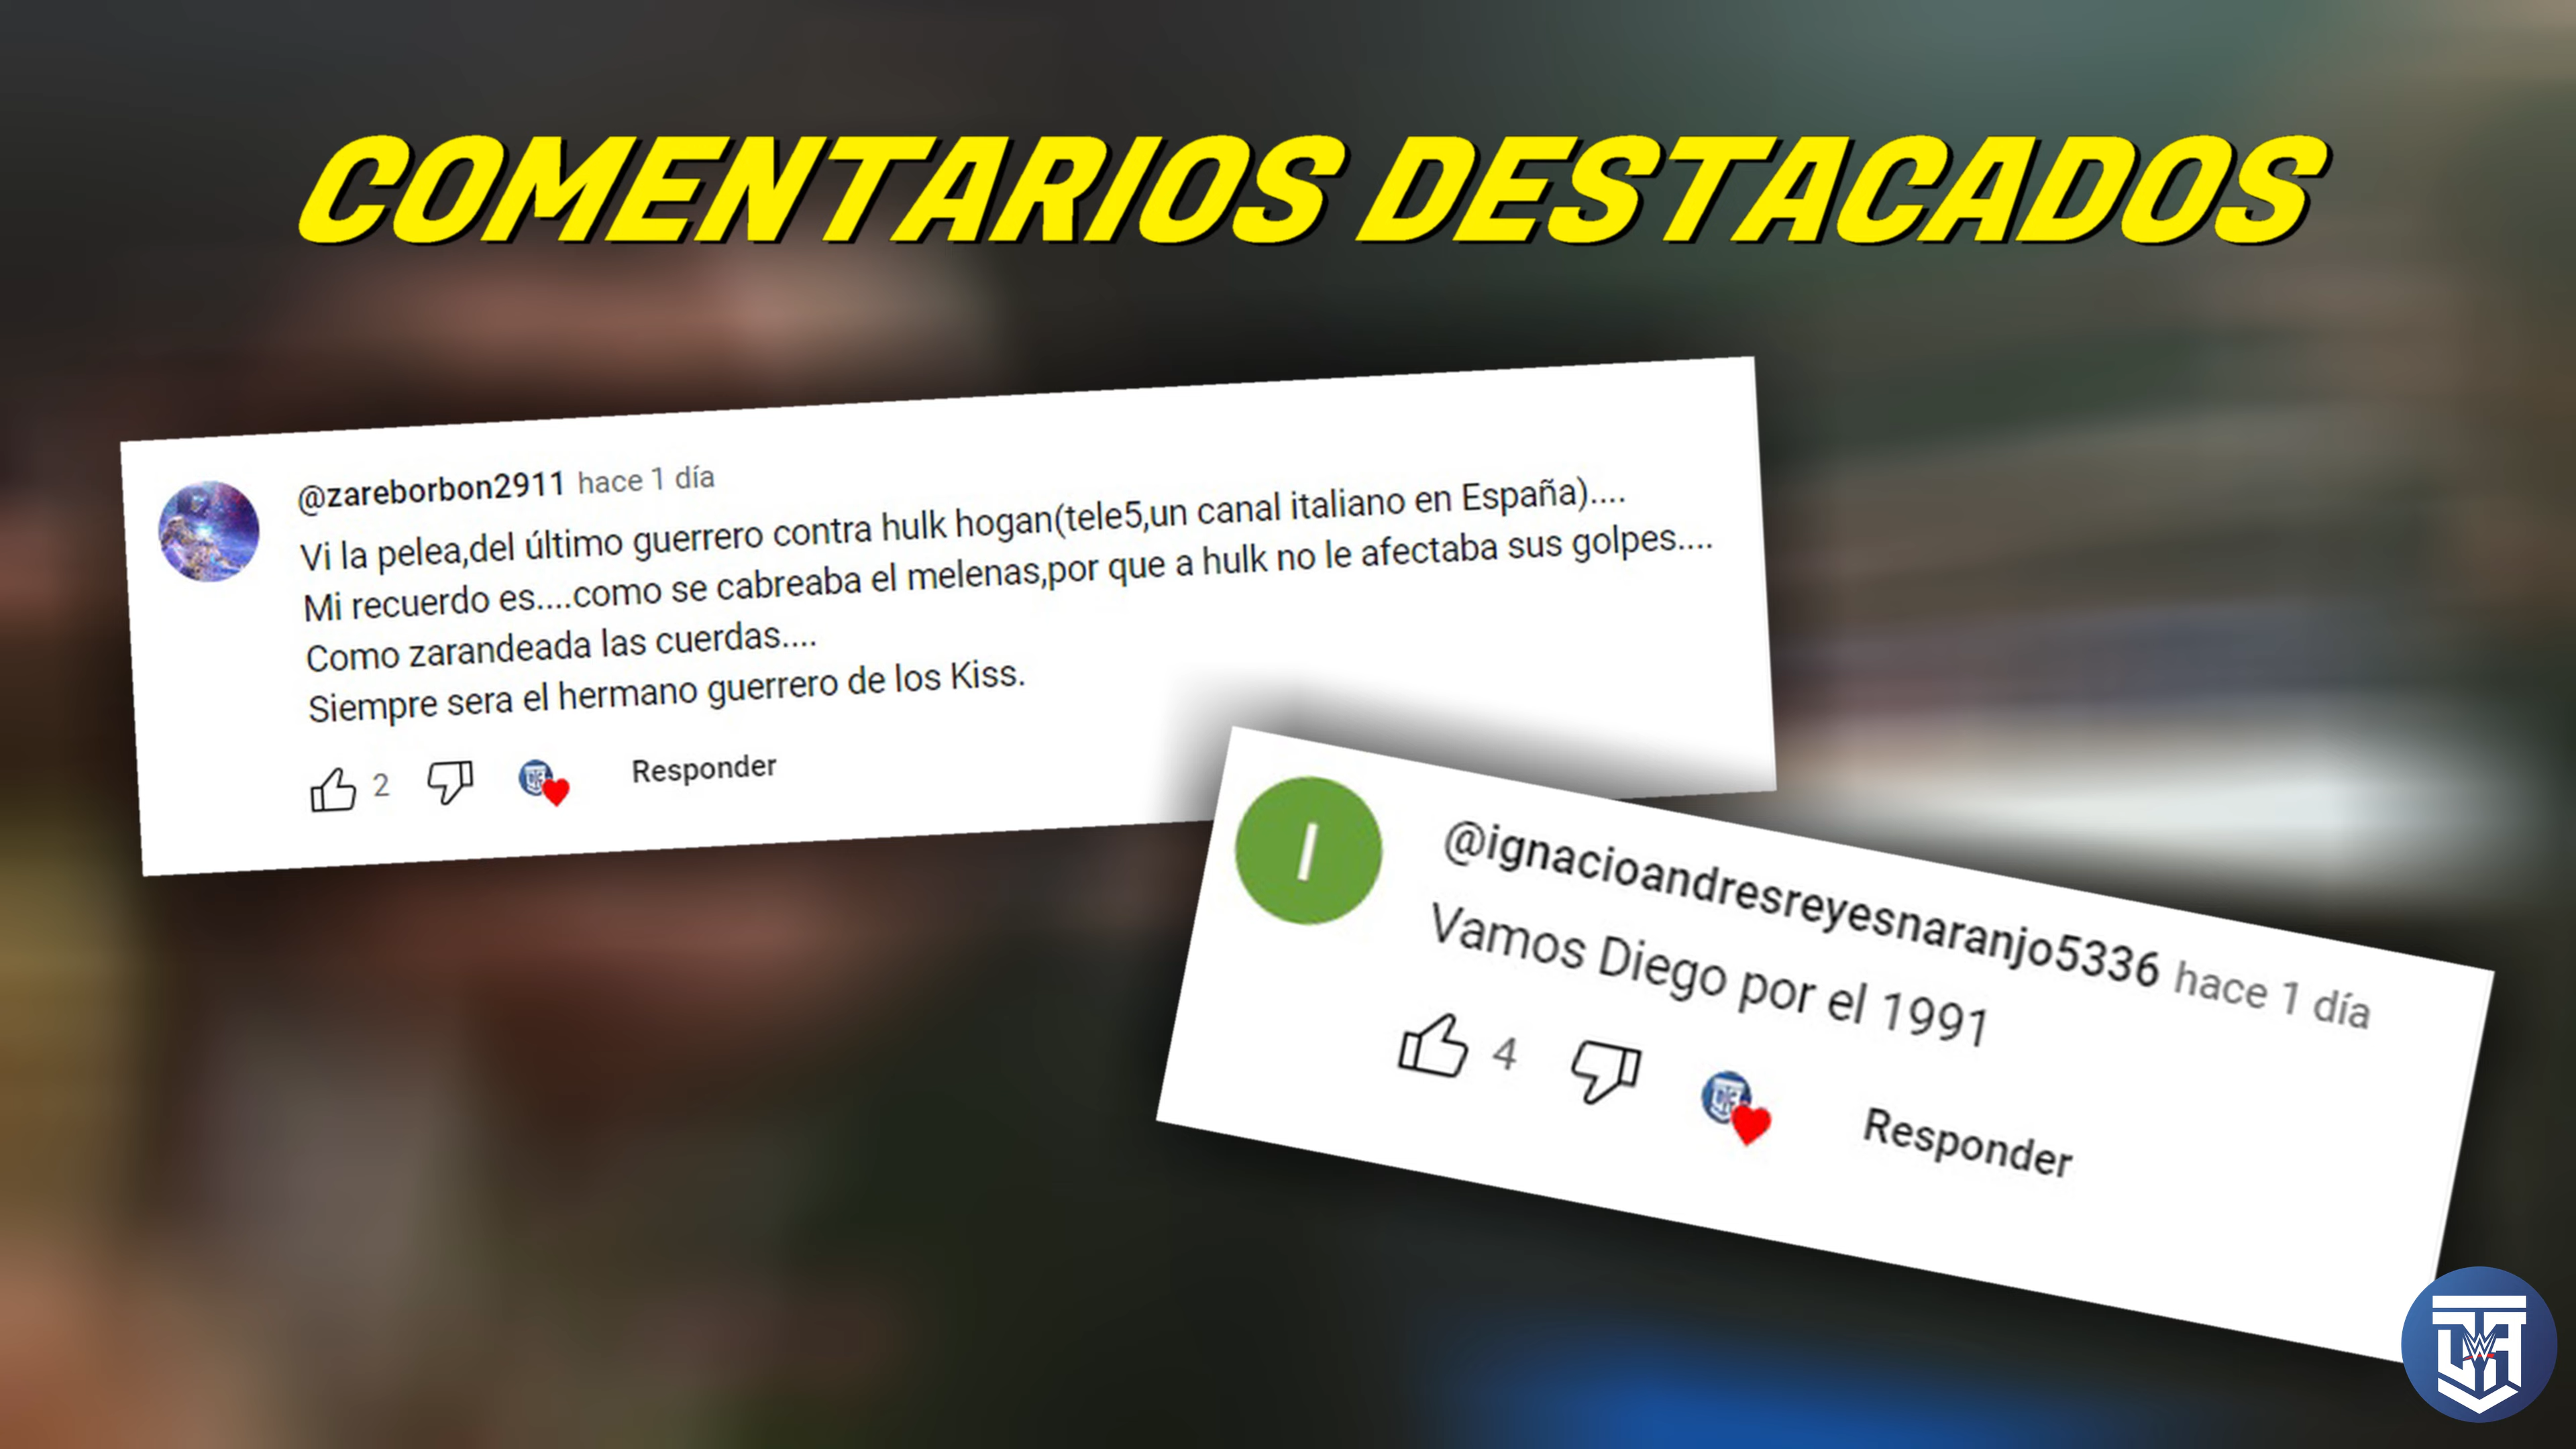 COMENTARIOS DESTACADOS
@zareborbon2911 hace 1 día
Vi la pelea,del último guerrero contra hulk hogan(tele5,un canal italiano en España)....
Mi recuerdo es....como se cabreaba el melenas,por que a hulk no le afectaba sus golpes....
Como zarandeada las cuerdas....
Siempre sera el hermano guerrero de los Kiss.
2 Responder
I
@ignacioandresreyesnaranjo5336 hace 1 día
Vamos Diego por el 1991
4 Responder